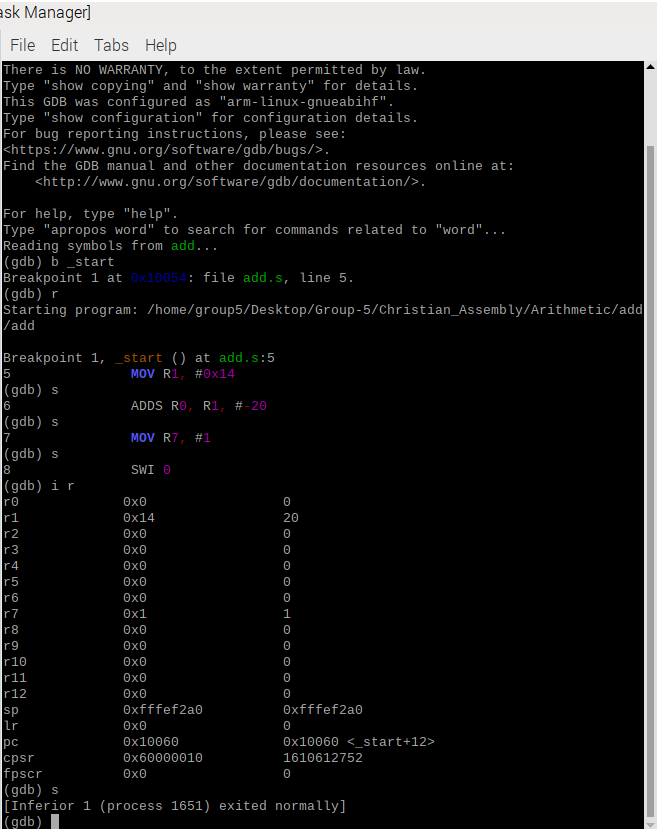 ask Manager]
File Edit Tabs Help
There is NO WARRANTY, to the extent permitted by law.
Type "show copying" and "show warranty" for details.
This GDB was configured as "arm-linux-gnueabihf".
Type "show configuration" for configuration details.
For bug reporting instructions, please see:
<https://www.gnu.org/software/gdb/bugs/>.
Find the GDB manual and other documentation resources online at:
    <http://www.gnu.org/software/gdb/documentation/>.

For help, type "help".
Type "apropos word" to search for commands related to "word"...
Reading symbols from add...
(gdb) b _start
Breakpoint 1 at 0x10054: file add.s, line 5.
(gdb) r
Starting program: /home/group5/Desktop/Group-5/Christian_Assembly/Arithmetic/add
/add

Breakpoint 1, _start () at add.s:5
5               MOV R1, #0x14
(gdb) s
6               ADDS R0, R1, #-20
(gdb) s
7               MOV R7, #1
(gdb) s
8               SWI 0
(gdb) i r
r0             0x0                 0
r1             0x14                20
r2             0x0                 0
r3             0x0                 0
r4             0x0                 0
r5             0x0                 0
r6             0x0                 0
r7             0x1                 1
r8             0x0                 0
r9             0x0                 0
r10            0x0                 0
r11            0x0                 0
r12            0x0                 0
sp             0xfffef2a0          0xfffef2a0
lr             0x0                 0
pc             0x10060             0x10060 <_start+12>
cpsr           0x60000010          1610612752
fpscr          0x0                 0
(gdb) s
[Inferior 1 (process 1651) exited normally]
(gdb)